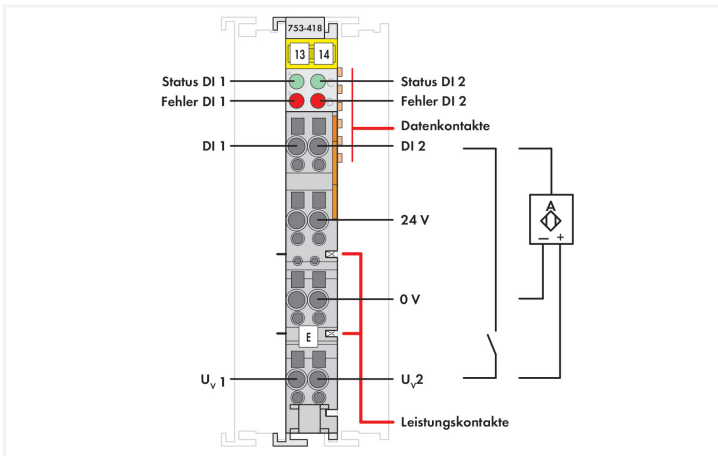 753-418
13 14
Status DI 1
Status DI 2
Fehler DI 1
Fehler DI 2
Datenkontakte
DI 1
DI 2
A
24 V
– +
0 V
E
Uv 1
Uv2
Leistungskontakte